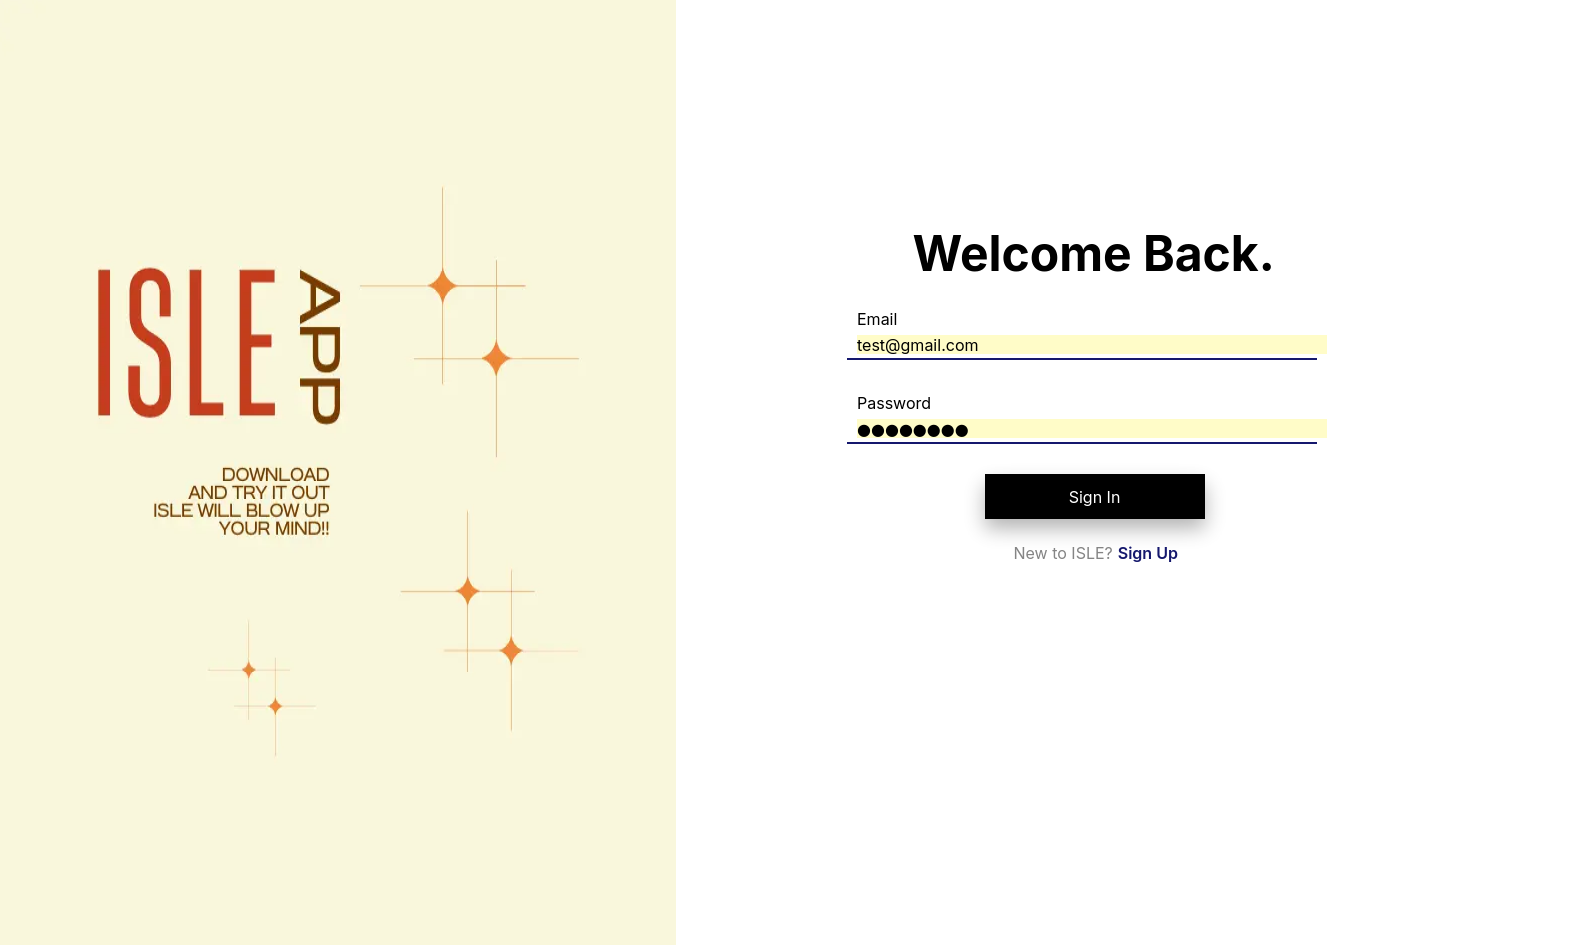 ISLE APP
DOWNLOAD
AND TRY IT OUT
ISLE WILL BLOW UP
YOUR MIND!!
Welcome Back.
Email
test@gmail.com
Password
●●●●●●●●
Sign In
New to ISLE? Sign Up